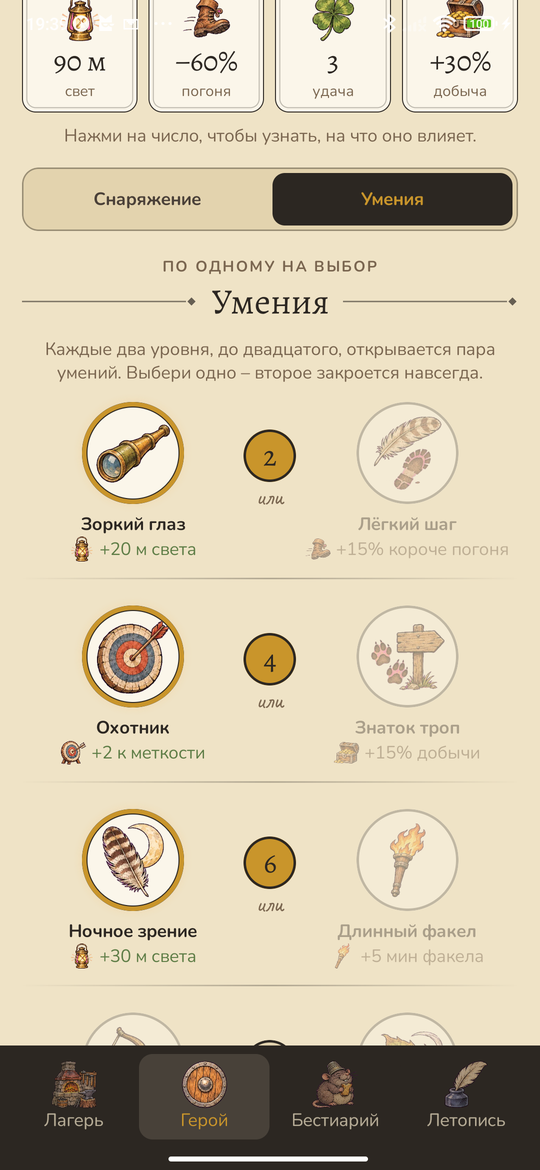 100
90 м
−60%
3
+30%
свет
погоня
удача
добыча
Нажми на число, чтобы узнать, на что оно влияет.
Снаряжение
Умения
ПО ОДНОМУ НА ВЫБОР
Умения
Каждые два уровня, до двадцатого, открывается пара
умений. Выбери одно – второе закроется навсегда.
2
или
Зоркий глаз
+20 м света
Лёгкий шаг
+15% короче погоня
4
или
Охотник
+2 к меткости
Знаток троп
+15% добычи
6
или
Ночное зрение
+30 м света
Длинный факел
+5 мин факела
Лагерь
Герой
Бестиарий
Летопись